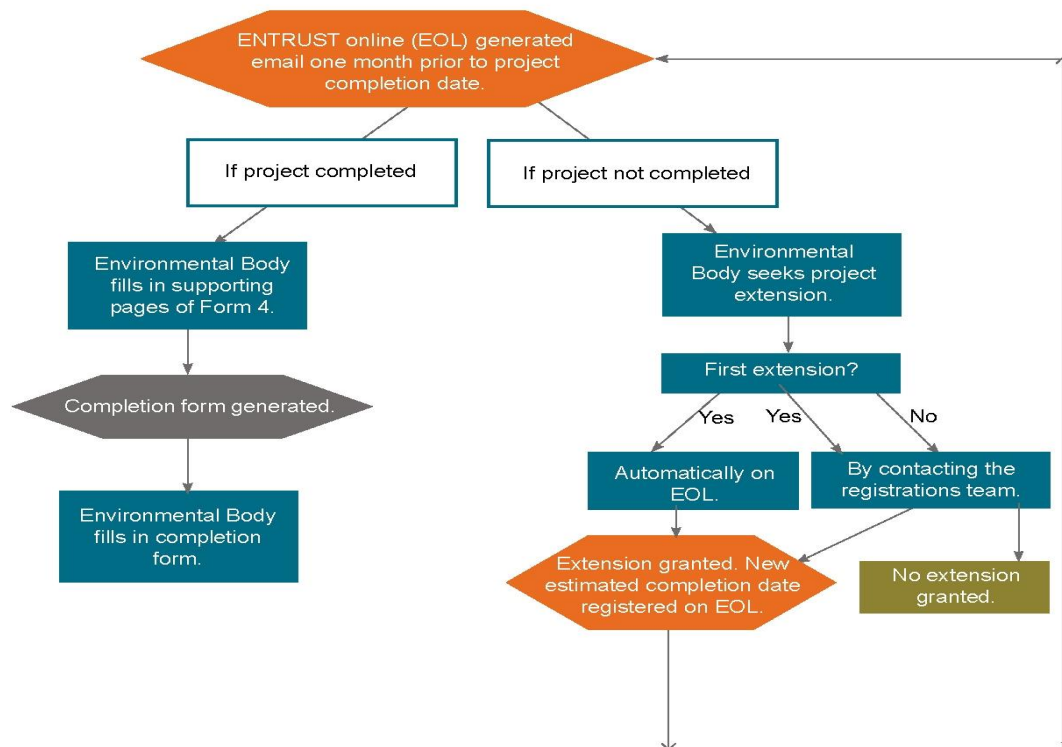 ENTRUST online (EOL) generated
email one month prior to project
completion date.
If project completed
If project not completed
Environmental Body
fills in supporting
pages of Form 4.
Environmental
Body seeks project
extension.
First extension?
Completion form generated.
Yes
Yes
No
Automatically on
EOL.
By contacting the
registrations team.
Environmental Body
fills in completion
form.
Extension granted. New
estimated completion date
registered on EOL.
No extension
granted.